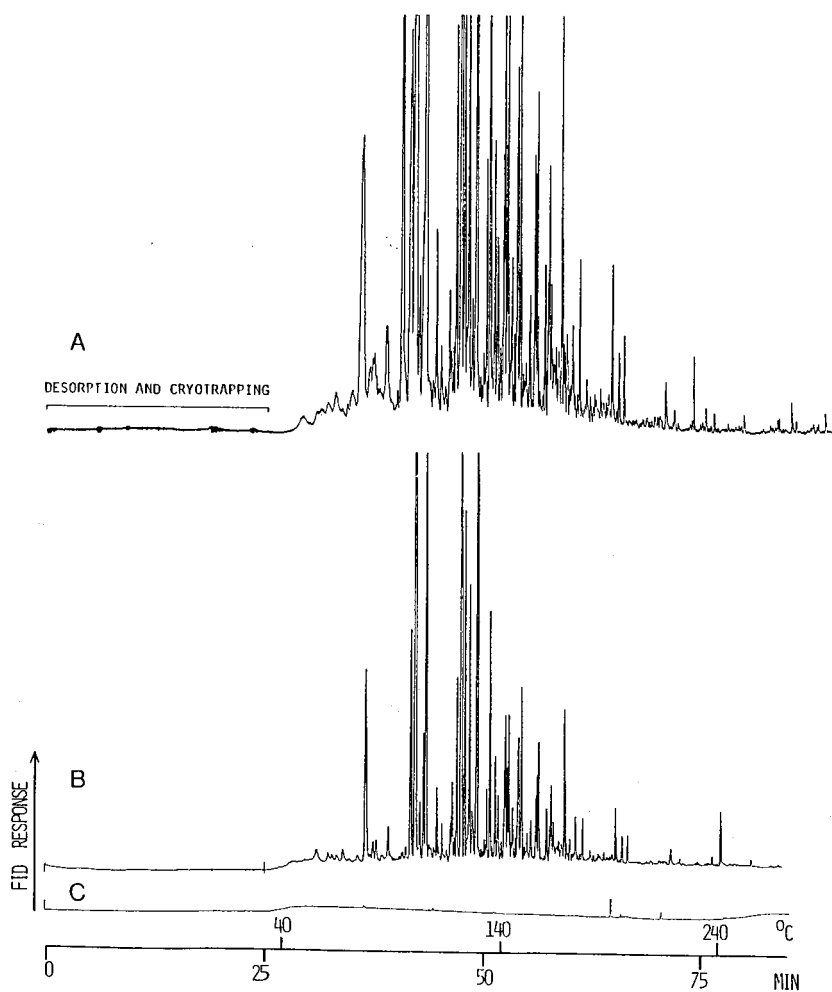 A
DESORPTION AND CRYOTRAPPING
B
FID RESPONSE
C
40 140 240 °C
0 25 50 75 MIN